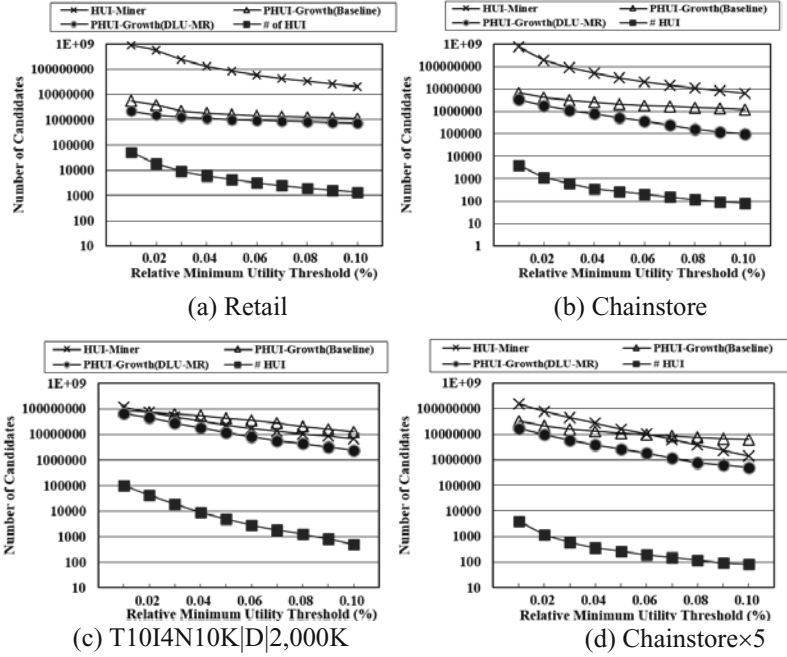 HUI-Miner PHUI-Growth(Baseline)
PHUI-Growth(DLU-MR) # of HUI
1E+09
100000000
10000000
1000000
100000
10000
1000
100
10
Number of Candidates
0.02 0.04 0.06 0.08 0.10
Relative Minimum Utility Threshold (%)
(a) Retail
HUI-Miner PHUI-Growth(Baseline)
PHUI-Growth(DLU-MR) # HUI
1E+09
100000000
10000000
1000000
100000
10000
1000
100
1
Number of Candidates
0.02 0.04 0.06 0.08 0.10
Relative Minimum Utility Threshold (%)
(b) Chainstore
HUI-Miner PHUI-Growth(Baseline)
PHUI-Growth(DLU-MR) # HUI
1E+09
100000000
10000000
1000000
100000
10000
1000
100
10
Number of Candidates
0.02 0.04 0.06 0.08 0.10
Relative Minimum Utility Threshold (%)
(c) T10I4N10K|D|2,000K
HUI-Miner PHUI-Growth(Baseline)
PHUI-Growth(DLU-MR) # HUI
1E+09
100000000
10000000
1000000
100000
10000
1000
100
10
Number of Candidates
0.02 0.04 0.06 0.08 0.10
Relative Minimum Utility Threshold (%)
(d) Chainstore×5